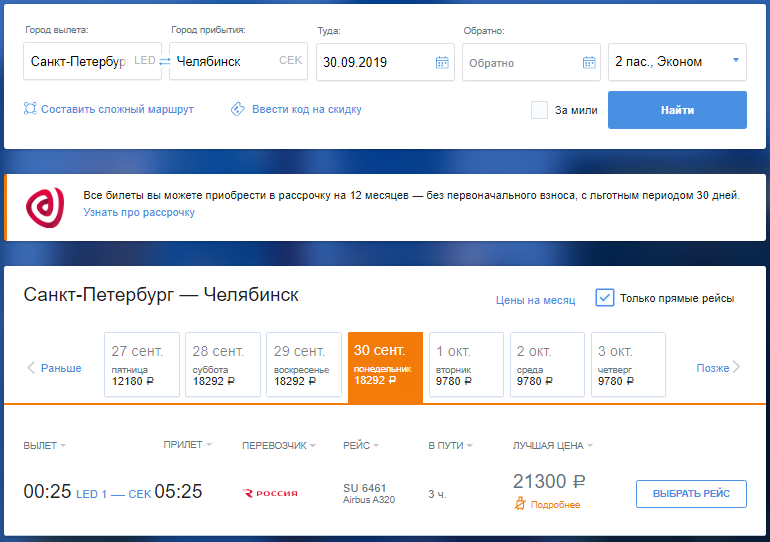 Город вылета: Город прибытия: Туда: Обратно:
Санкт-Петербург LED Челябинск CEK 30.09.2019 Обратно 2 пас., Эконом
Составить сложный маршрут Ввести код на скидку За мили Найти
Все билеты вы можете приобрести в рассрочку на 12 месяцев — без первоначального взноса, с льготным периодом 30 дней.
Узнать про рассрочку
Санкт-Петербург — Челябинск Цены на месяц Только прямые рейсы
Раньше 27 сент. 28 сент. 29 сент. 30 сент. 1 окт. 2 окт. 3 окт. Позже
пятница суббота воскресенье понедельник вторник среда четверг
12180 ₽ 18292 ₽ 18292 ₽ 18292 ₽ 9780 ₽ 9780 ₽ 9780 ₽
ВЫЛЕТ ПРИЛЕТ ПЕРЕВОЗЧИК РЕЙС В ПУТИ ЛУЧШАЯ ЦЕНА
00:25 LED 1 — CEK 05:25 РОССИЯ SU 6461 3 ч. 21300 ₽ ВЫБРАТЬ РЕЙС
Airbus A320 Подробнее